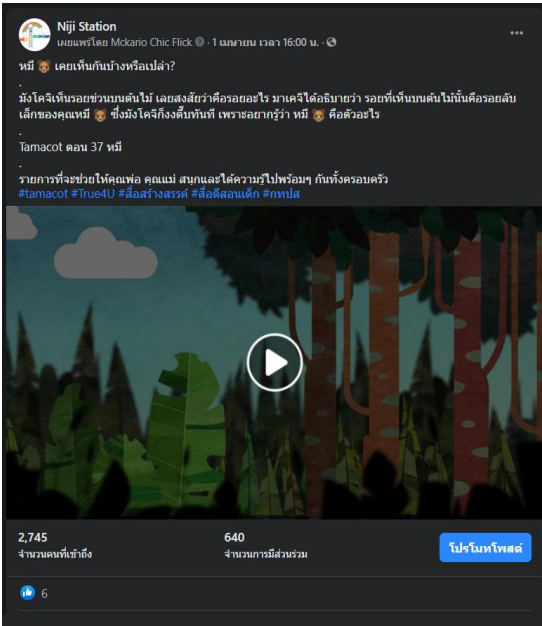 Niji Station
เผยแพร่โดย Mckario Chic Flick · 1 เมษายน เวลา 16:00 น. ·
หมี 🐻 เคยเห็นกันบ้างหรือเปล่า?
.
มังโคจิเห็นรอยข่วนบนต้นไม้ เลยสงสัยว่าคือรอยอะไร มาเคจิได้อธิบายว่า รอยที่เห็นบนต้นไม้นั้นคือรอยลับ
เล็กของคุณหมี 🐻 ซึ่งมังโคจิก็งงตึ๊บทันที เพราะอยากรู้ว่า หมี 🐻 คือตัวอะไร
.
Tamacot ตอน 37 หมี
.
รายการที่จะช่วยให้คุณพ่อ คุณแม่ สนุกและได้ความรู้ไปพร้อมๆ กันทั้งครอบครัว
#tamacot #True4U #สื่อสร้างสรรค์ #สื่อดีสอนเด็ก #กทปส
2,745
จำนวนคนที่เข้าถึง
640
จำนวนการมีส่วนร่วม
โปรโมทโพสต์
6